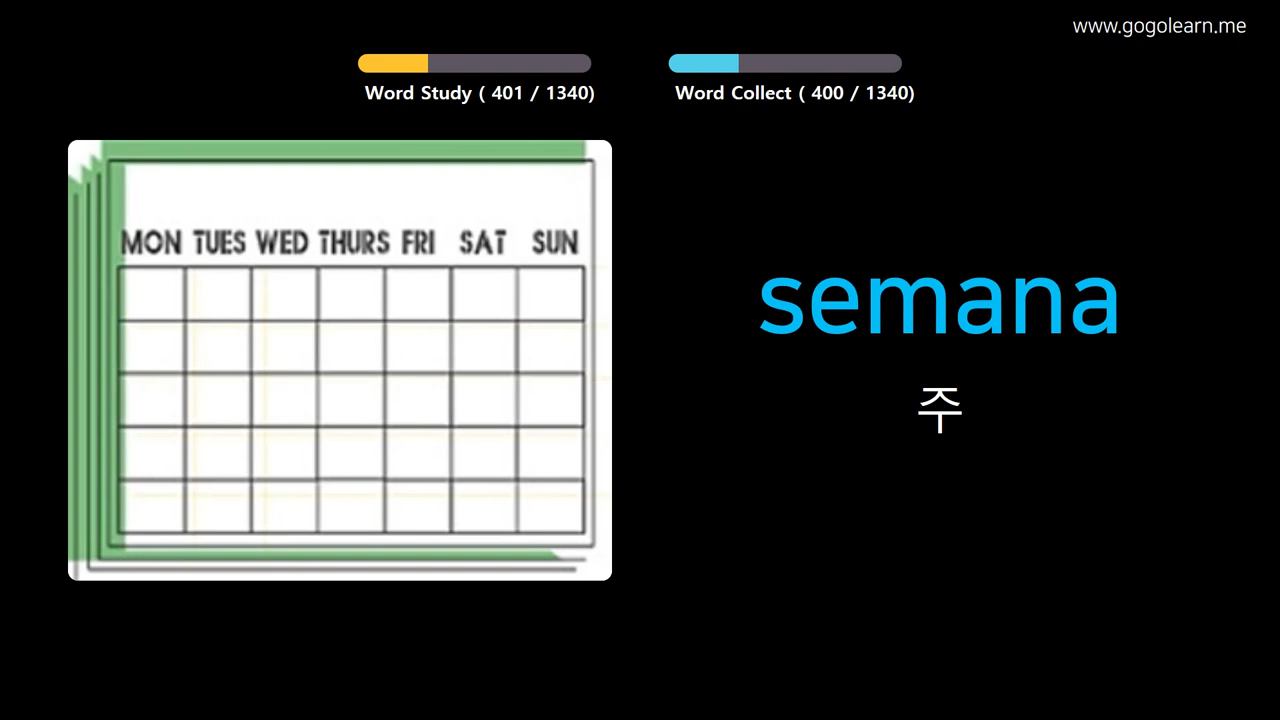 www.gogolearn.me
Word Study ( 401 / 1340)
Word Collect ( 400 / 1340)
MON TUES WED THURS FRI SAT SUN
semana
주